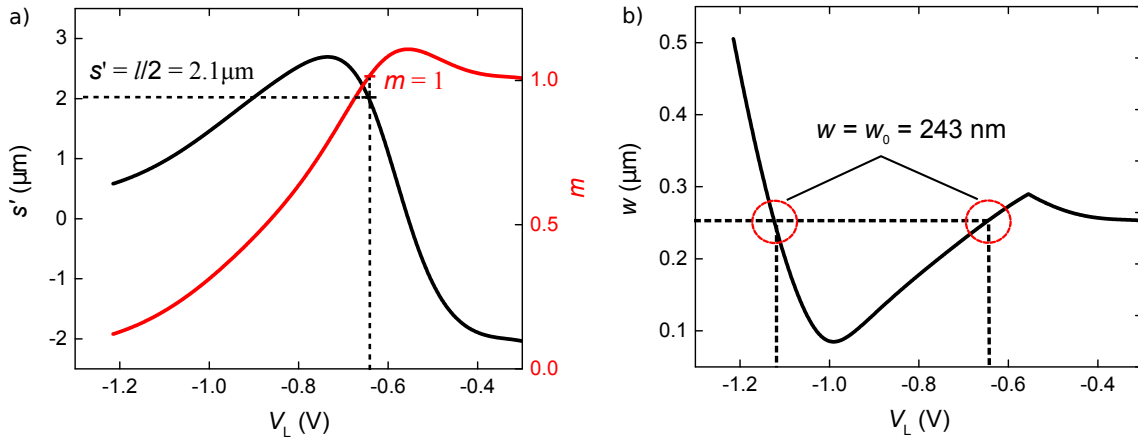 a)
3
2
1
0
-1
-2
s' (μm)
s' = l/2 = 2.1μm
m = 1
1.0
0.5
0.0
m
-1.2 -1.0 -0.8 -0.6 -0.4
V_L (V)
b)
0.5
0.4
0.3
0.2
0.1
w (μm)
w = w₀ = 243 nm
-1.2 -1.0 -0.8 -0.6 -0.4
V_L (V)